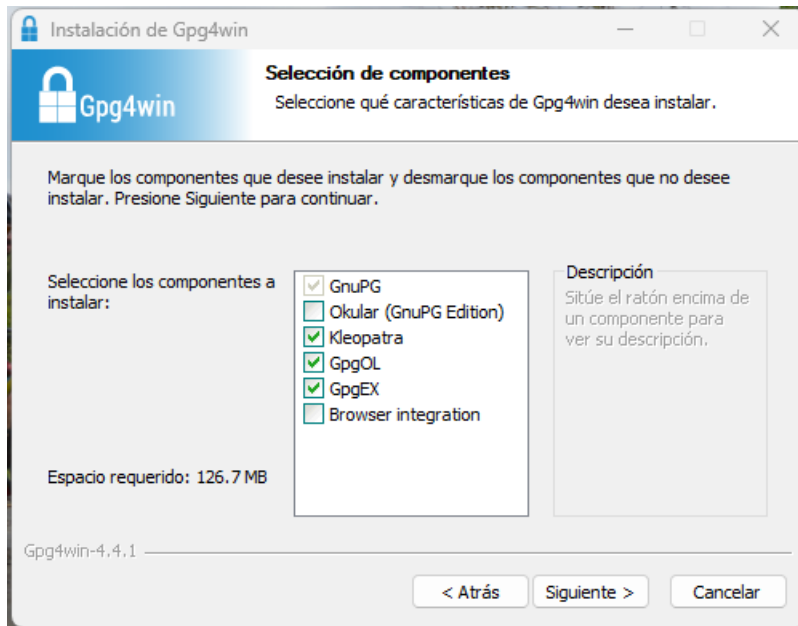 Instalación de Gpg4win
Gpg4win
Selección de componentes
Seleccione qué características de Gpg4win desea instalar.
Marque los componentes que desee instalar y desmarque los componentes que no desee
instalar. Presione Siguiente para continuar.
Seleccione los componentes a
instalar:
GnuPG
Okular (GnuPG Edition)
Kleopatra
GpgOL
GpgEX
Browser integration
Descripción
Sitúe el ratón encima de
un componente para
ver su descripción.
Espacio requerido: 126.7 MB
Gpg4win-4.4.1
< Atrás
Siguiente >
Cancelar